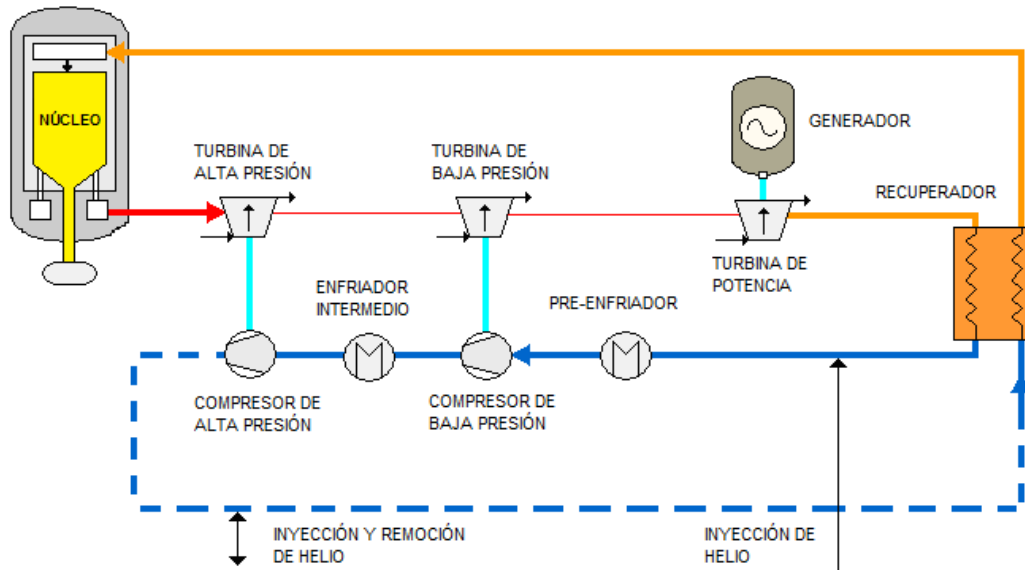 NÚCLEO
TURBINA DE
ALTA PRESIÓN
TURBINA DE
BAJA PRESIÓN
GENERADOR
RECUPERADOR
TURBINA DE
POTENCIA
ENFRIADOR
INTERMEDIO
PRE-ENFRIADOR
COMPRESOR DE
ALTA PRESIÓN
COMPRESOR DE
BAJA PRESIÓN
INYECCIÓN Y REMOCIÓN
DE HELIO
INYECCIÓN DE
HELIO